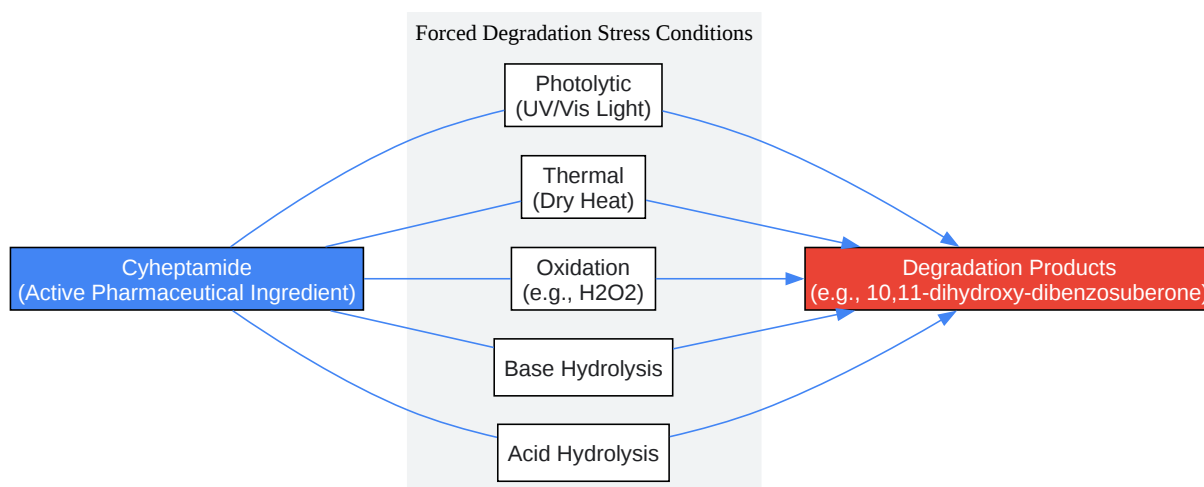 Forced Degradation Stress Conditions
Photolytic
(UV/Vis Light)
Thermal
(Dry Heat)
Cyheptamide
(Active Pharmaceutical Ingredient)
Oxidation
(e.g., H2O2)
Degradation Products
(e.g., 10,11-dihydroxy-dibenzosuberone)
Base Hydrolysis
Acid Hydrolysis